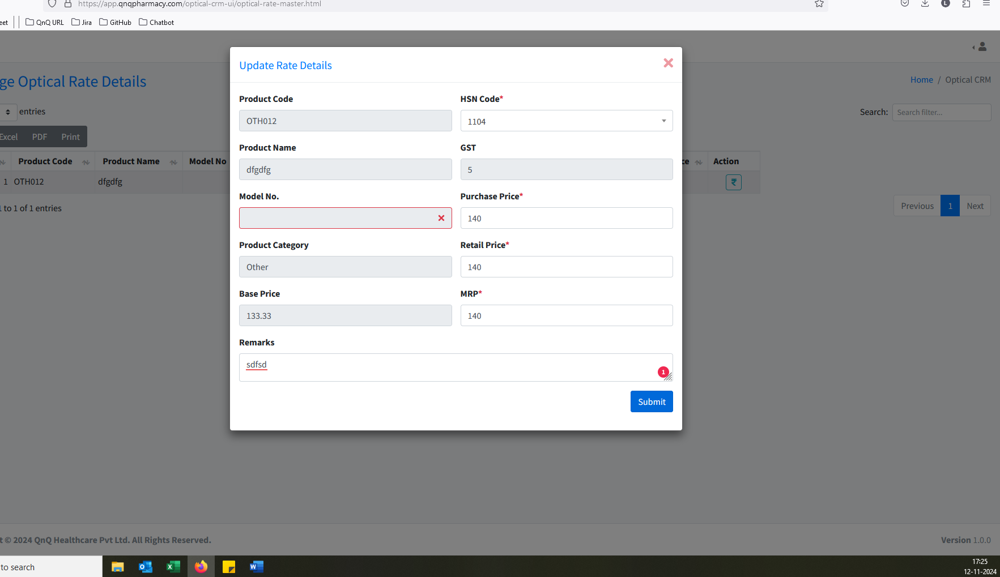 https://app.qnqpharmacy.com/optical-crm-ui/optical-rate-master.html
eet QnQ URL Jira GitHub Chatbot
Update Rate Details
ge Optical Rate Details
Home / Optical CRM
entries
Search: Search filter...
Excel PDF Print
Product Code Product Name Model No ce Action
1 OTH012 dfgdfg ₹
1 to 1 of 1 entries
Previous 1 Next
Product Code HSN Code*
OTH012 1104
Product Name GST
dfgdfg 5
Model No. Purchase Price*
140
Product Category Retail Price*
Other 140
Base Price MRP*
133.33 140
Remarks
sdfsd
1
Submit
t © 2024 QnQ Healthcare Pvt Ltd. All Rights Reserved.
Version 1.0.0
to search
17:25
12-11-2024